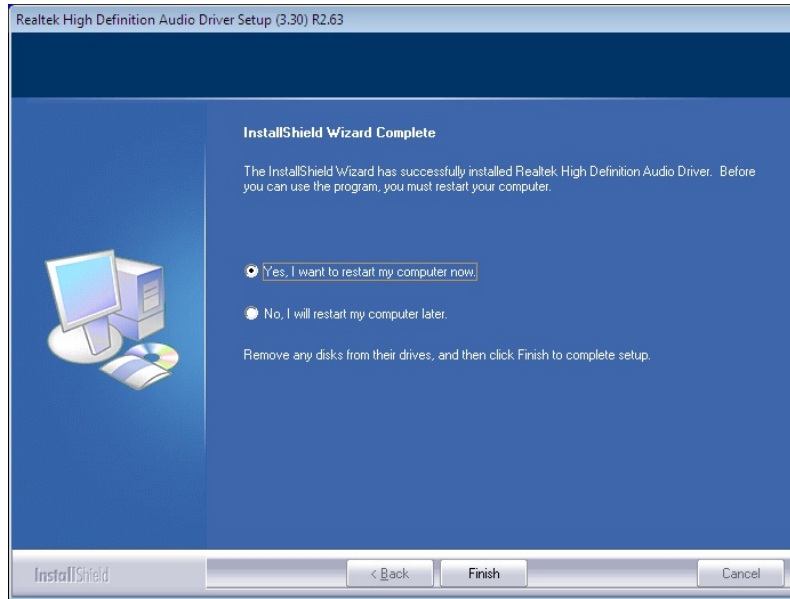 Realtek High Definition Audio Driver Setup (3.30) R2.63
InstallShield Wizard Complete
The InstallShield Wizard has successfully installed Realtek High Definition Audio Driver. Before
you can use the program, you must restart your computer.
Yes, I want to restart my computer now.
No, I will restart my computer later.
Remove any disks from their drives, and then click Finish to complete setup.
InstallShield
< Back
Finish
Cancel